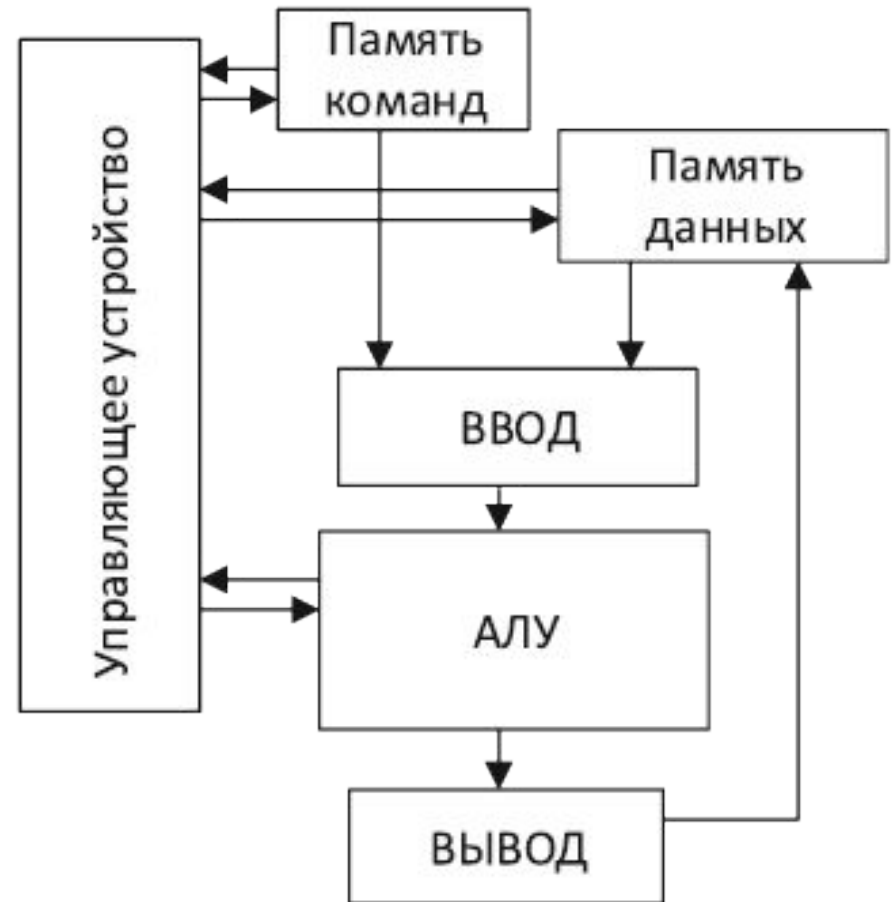 Память
команд
Память
данных
Управляющее устройство
ВВОД
АЛУ
ВЫВОД